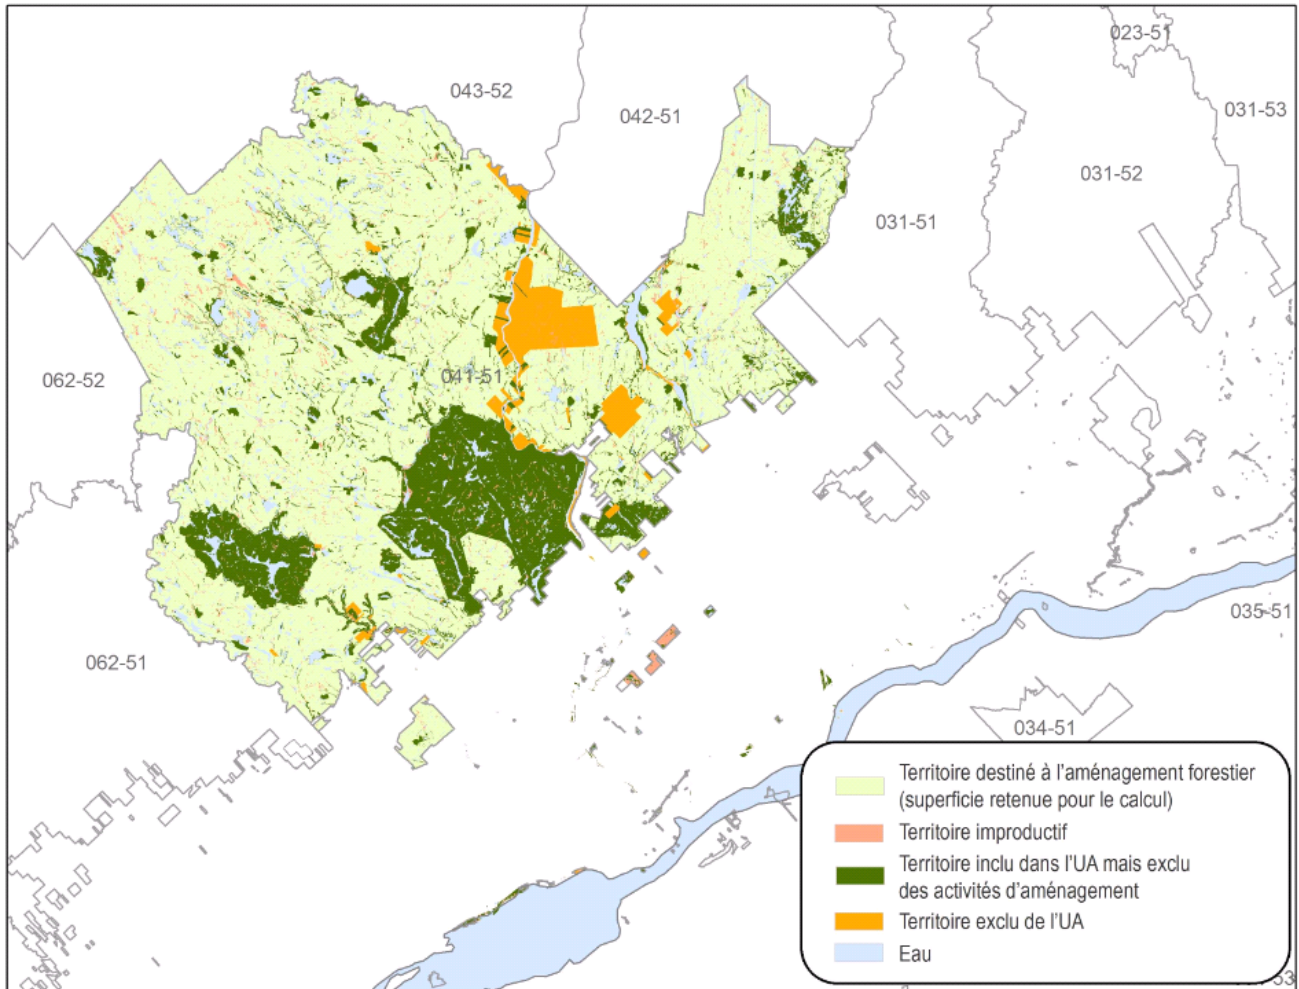 023-51
043-52
042-51
031-53
031-52
031-51
062-52
041-51
035-51
062-51
034-51
Territoire destiné à l'aménagement forestier
(superficie retenue pour le calcul)
Territoire improductif
Territoire inclu dans l'UA mais exclu
des activités d'aménagement
Territoire exclu de l'UA
Eau